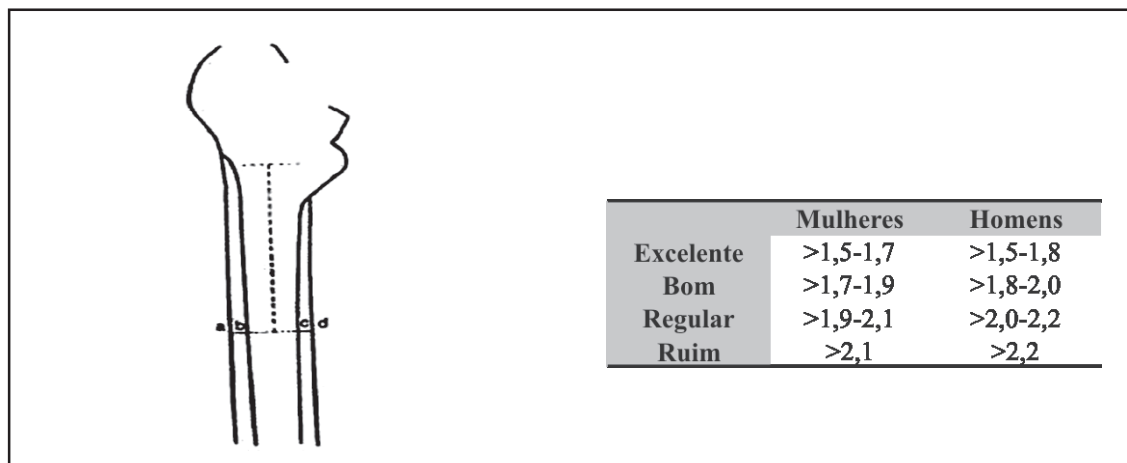 a b c d
Mulheres Homens
Excelente >1,5-1,7 >1,5-1,8
Bom >1,7-1,9 >1,8-2,0
Regular >1,9-2,1 >2,0-2,2
Ruim >2,1 >2,2